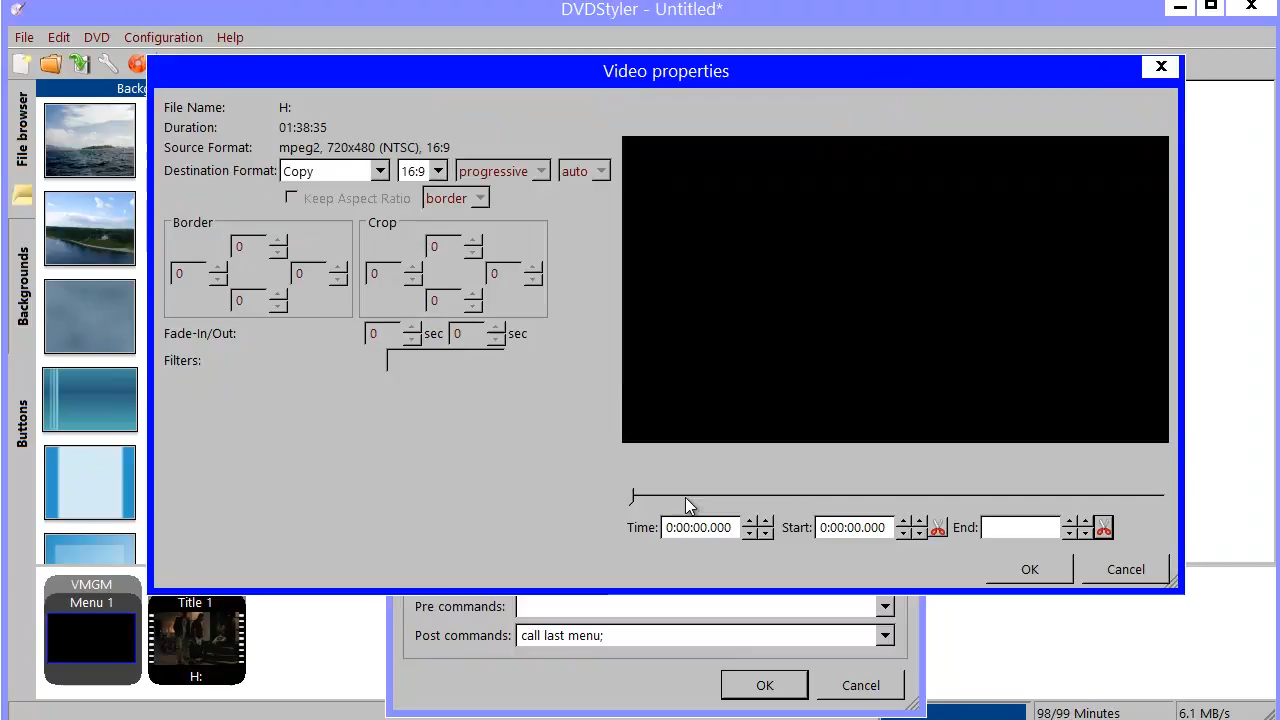 DVDStyler - Untitled*
File Edit DVD Configuration Help
Video properties
File browser
Backgrounds
Buttons
File Name: H:
Duration: 01:38:35
Source Format: mpeg2, 720x480 (NTSC), 16:9
Destination Format: Copy 16:9 progressive auto
Keep Aspect Ratio border
Border Crop
0 0
0 0 0 0
0 0
Fade-In/Out: 0 sec 0 sec
Filters:
Time: 0:00:00.000 Start: 0:00:00.000 End:
OK Cancel
VMGM
Menu 1 Title 1
H:
Pre commands:
Post commands: call last menu;
OK Cancel
98/99 Minutes 6.1 MB/s